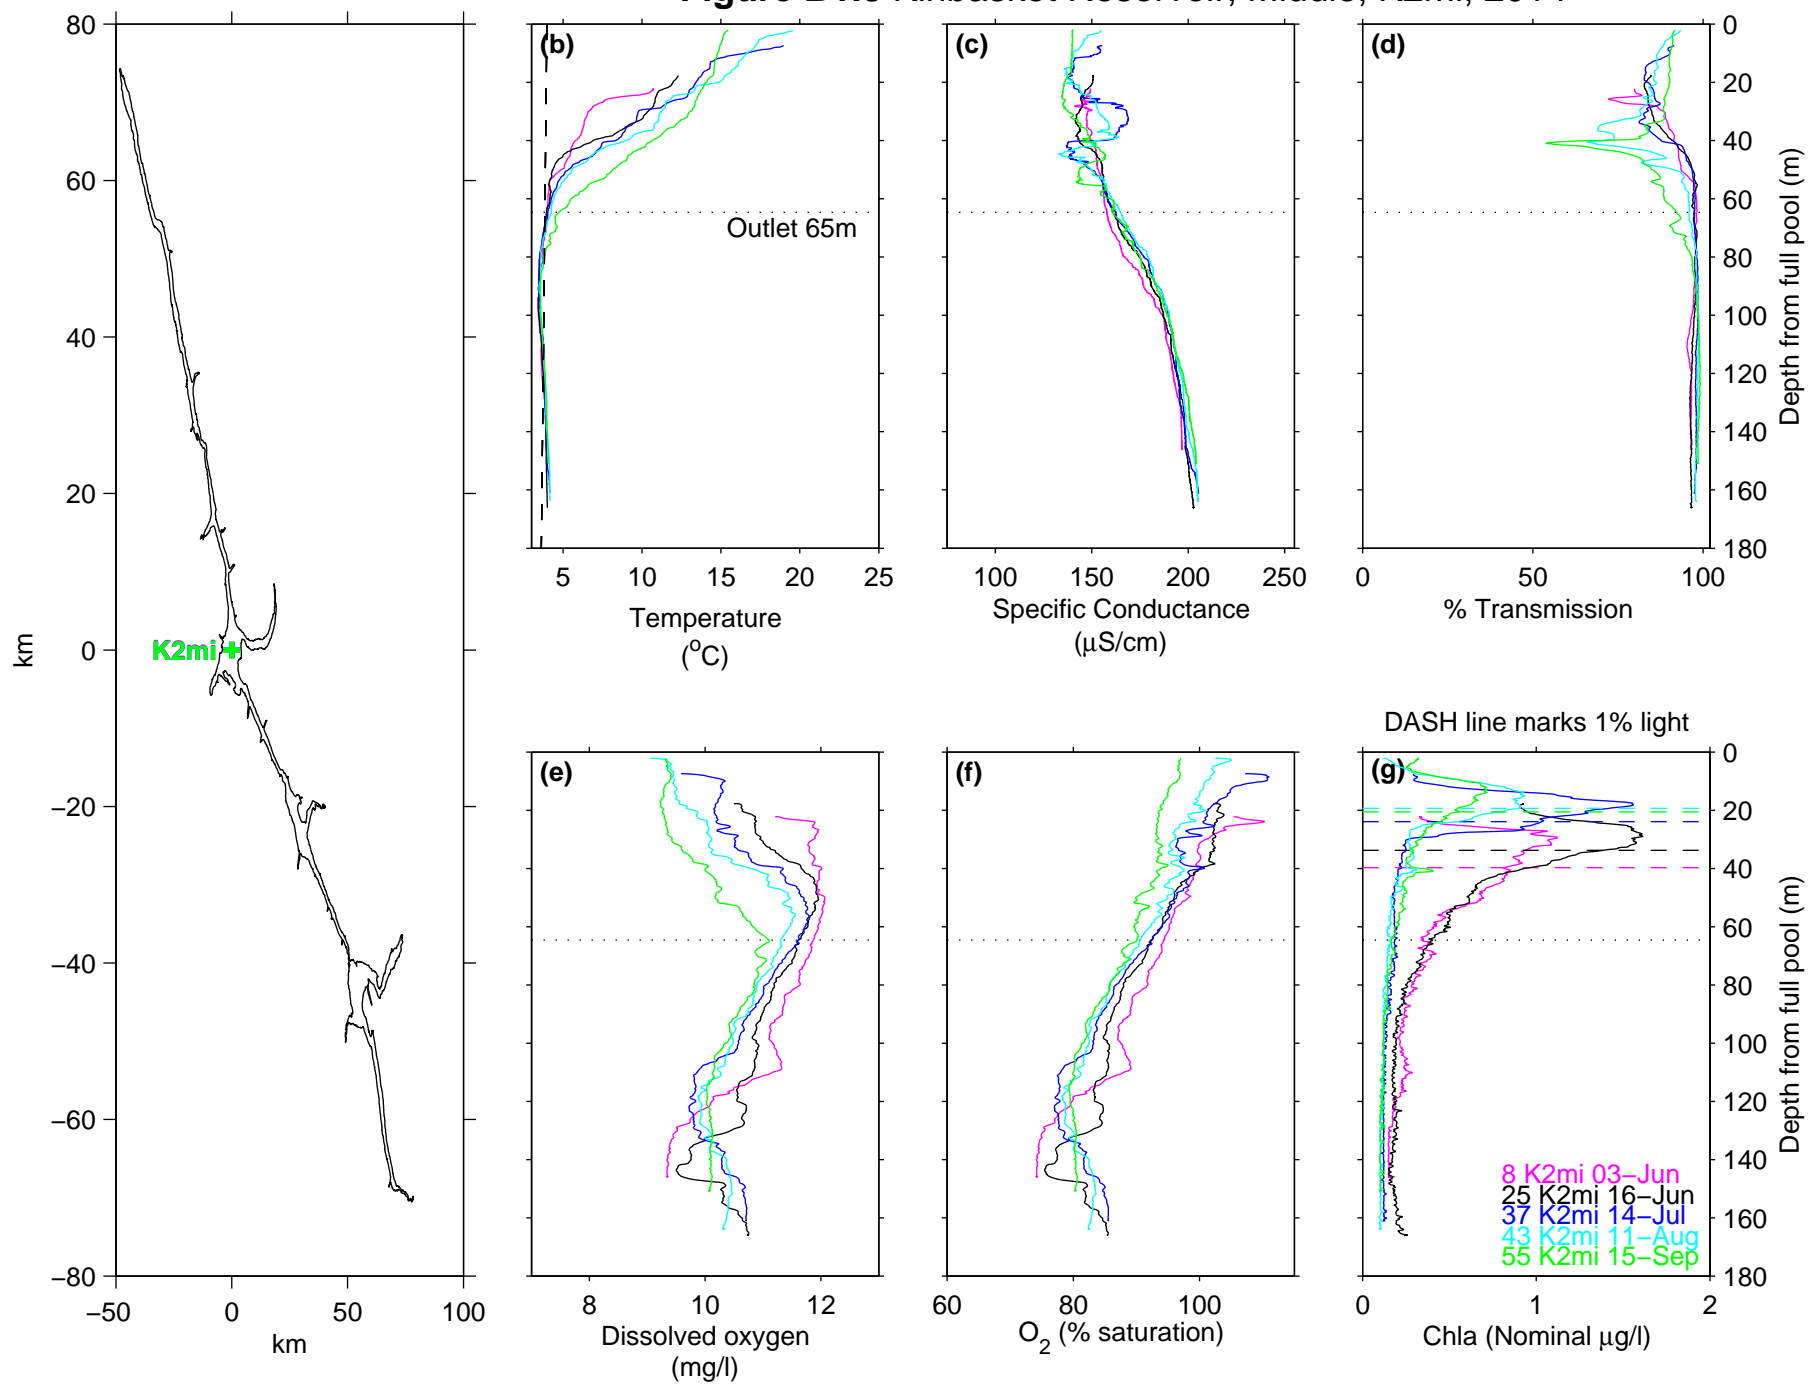 80
60
40
20
0
−20
−40
−60
−80
−50
0
50
100
km
km
K2mi
(b)
Outlet 65m
5
15
20
25
10
Temperature
(°C)
(c)
100
150
200
250
Specific Conductance
(μS/cm)
(d)
0
50
100
% Transmission
0
20
40
60
80
100
120
140
160
180
Depth from full pool (m)
(e)
8
10
12
Dissolved oxygen
(mg/l)
(f)
60
80
100
O2 (% saturation)
DASH line marks 1% light
(g)
8 K2mi 03−Jun
25 K2mi 16−Jun
37 K2mi 14−Jul
43 K2mi 11−Aug
55 K2mi 15−Sep
0
1
2
Chla (Nominal μg/l)
0
20
40
60
80
100
120
140
160
180
Depth from full pool (m)